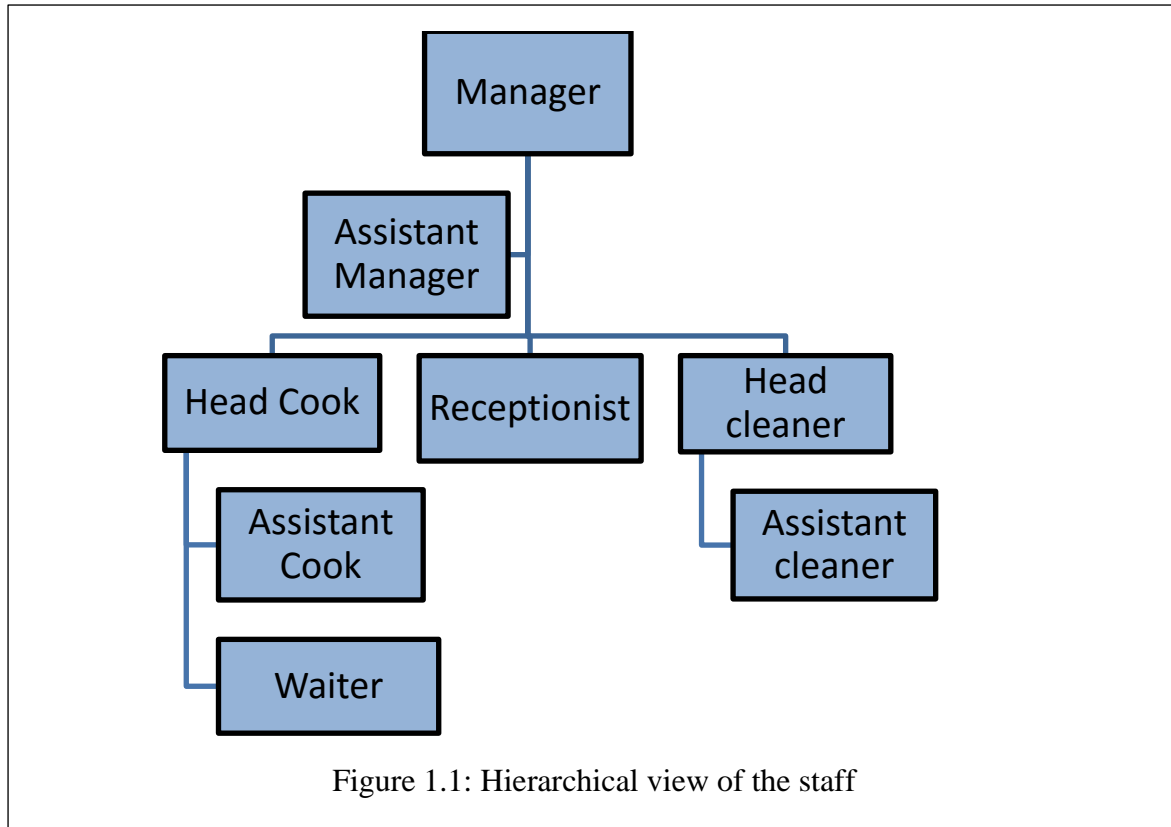 Manager
Assistant
Manager
Head Cook
Receptionist
Head
cleaner
Assistant
Cook
Assistant
cleaner
Waiter
Figure 1.1: Hierarchical view of the staff